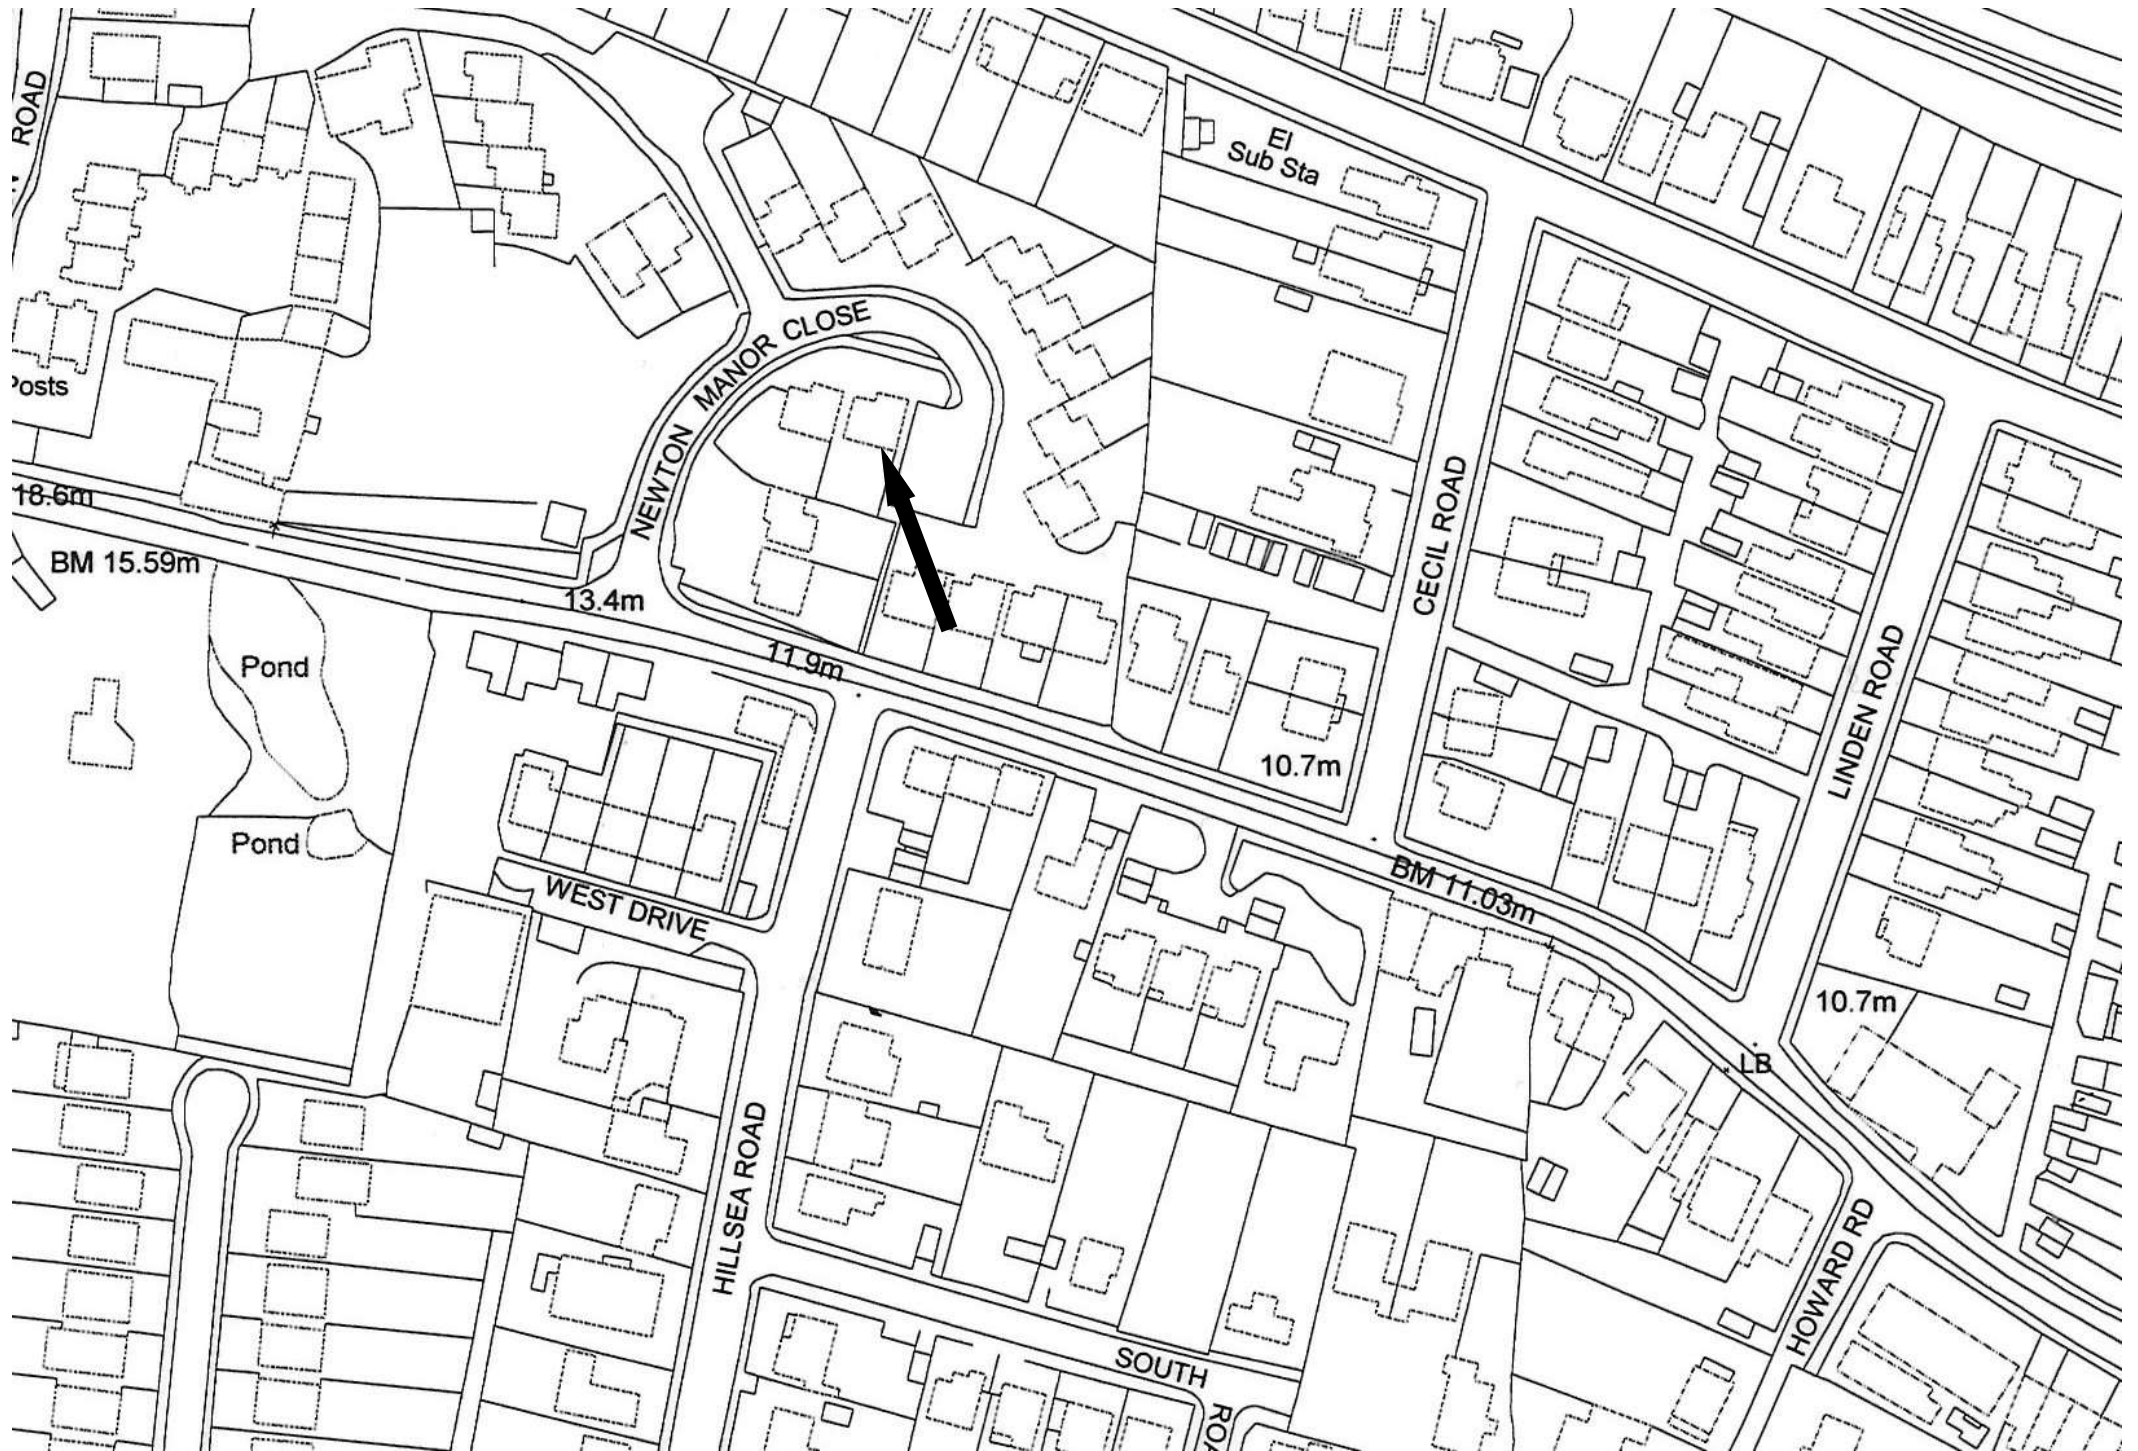 ROAD
El
Sub Sta
NEWTON MANOR CLOSE
Posts
18.6m
BM 15.59m
13.4m
11.9m
CECIL ROAD
Pond
10.7m
LINDEN ROAD
Pond
WEST DRIVE
BM 11.03m
10.7m
LB
HILLSEA ROAD
HOWARD RD
SOUTH
ROA